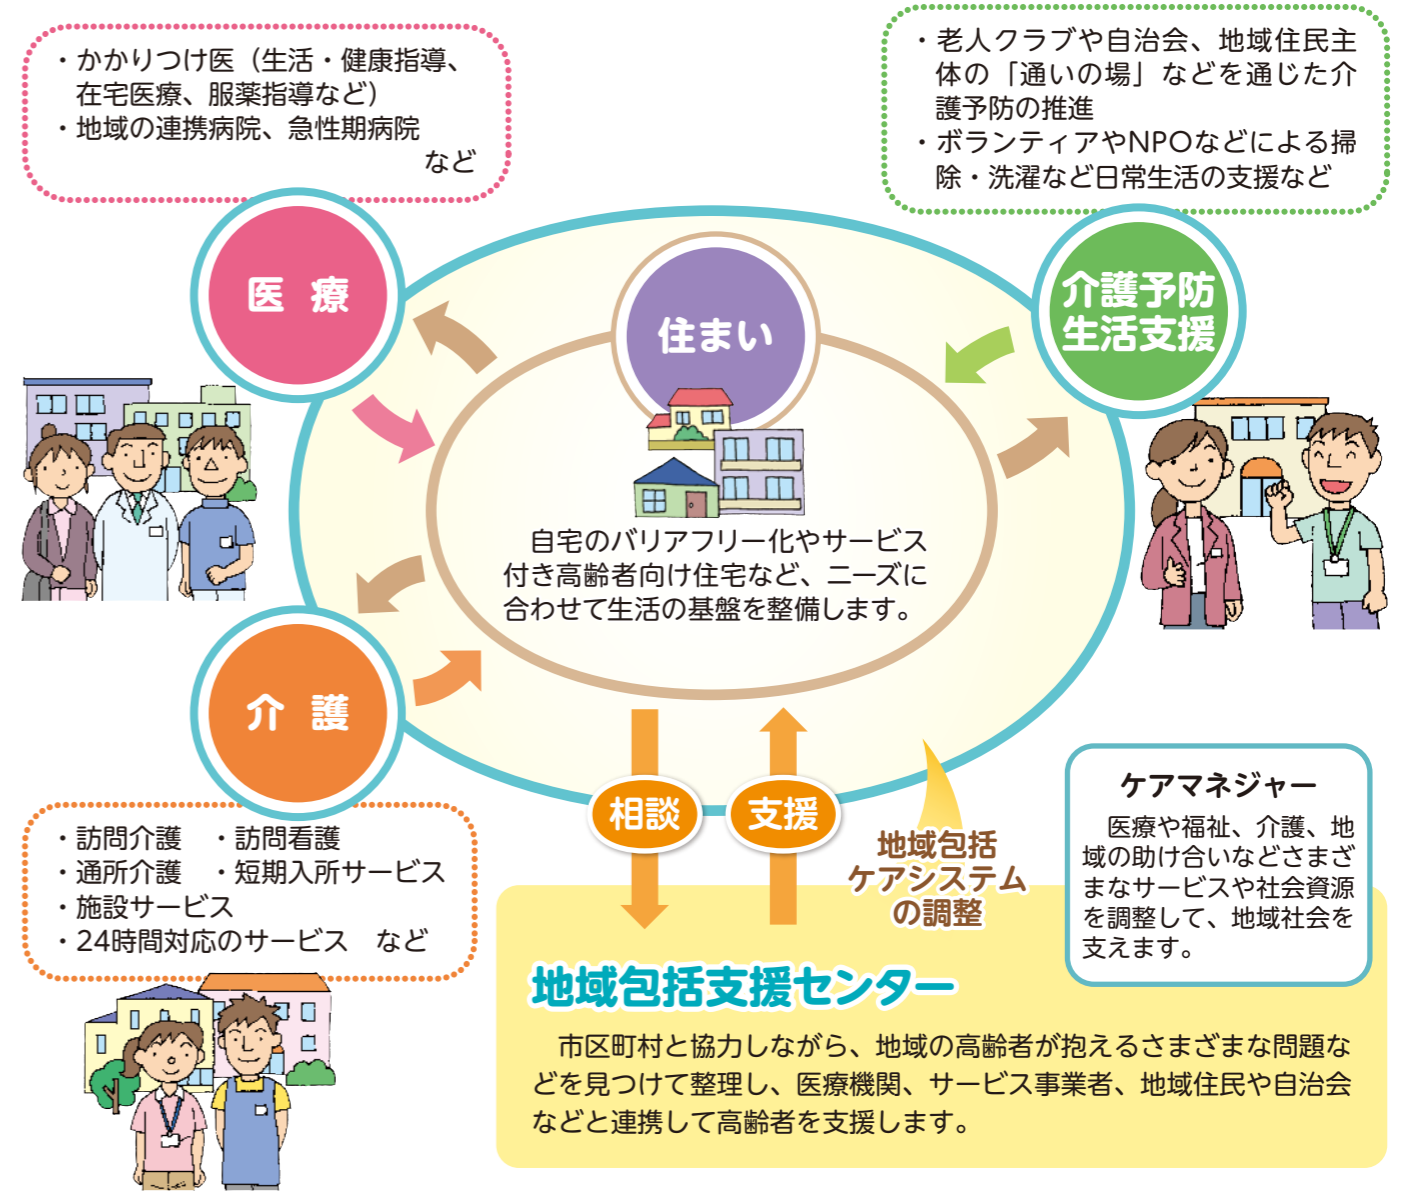 ・かかりつけ医（生活・健康指導、
在宅医療、服薬指導など）
・地域の連携病院、急性期病院
など
・老人クラブや自治会、地域住民主
体の「通いの場」などを通じた介
護予防の推進
・ボランティアやNPOなどによる掃
除・洗濯など日常生活の支援など
医 療
住まい
介護予防
生活支援
自宅のバリアフリー化やサービス
付き高齢者向け住宅など、ニーズに
合わせて生活の基盤を整備します。
介 護
・訪問介護 ・訪問看護
・通所介護 ・短期入所サービス
・施設サービス
・24時間対応のサービス など
相談
支援
地域包括
ケアシステム
の調整
ケアマネジャー
医療や福祉、介護、地
域の助け合いなどさまざ
まなサービスや社会資源
を調整して、地域社会を
支えます。
地域包括支援センター
市区町村と協力しながら、地域の高齢者が抱えるさまざまな問題な
どを見つけて整理し、医療機関、サービス事業者、地域住民や自治会
などと連携して高齢者を支援します。